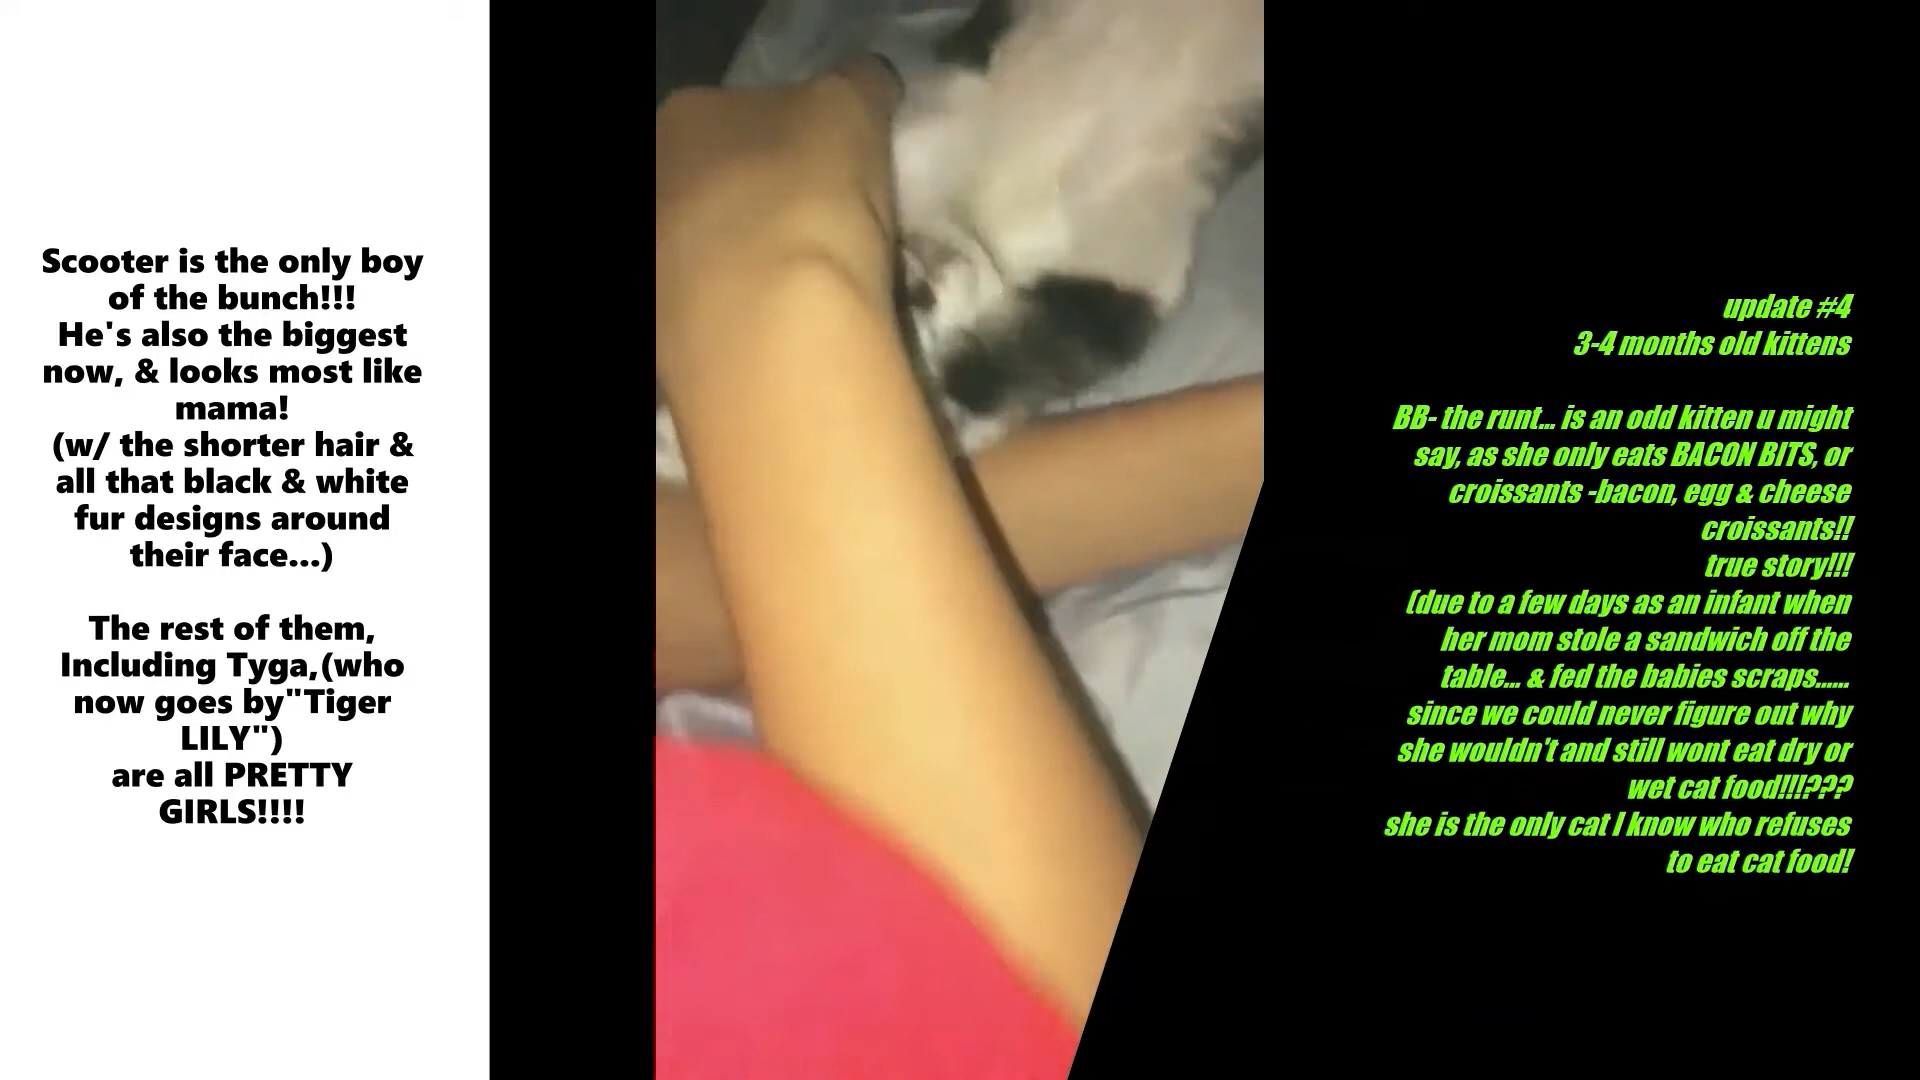 Scooter is the only boy
of the bunch!!!
He's also the biggest
now, & looks most like
mama!
(w/ the shorter hair &
all that black & white
fur designs around
their face...)
The rest of them,
Including Tyga,(who
now goes by"Tiger
LILY")
are all PRETTY
GIRLS!!!!
update #4
3-4 months old kittens
BB- the runt... is an odd kitten u might
say, as she only eats BACON BITS, or
croissants -bacon, egg & cheese
croissants!!
true story!!!
(due to a few days as an infant when
her mom stole a sandwich off the
table... & fed the babies scraps......
since we could never figure out why
she wouldn't and still wont eat dry or
wet cat food!!!???
she is the only cat I know who refuses
to eat cat food!